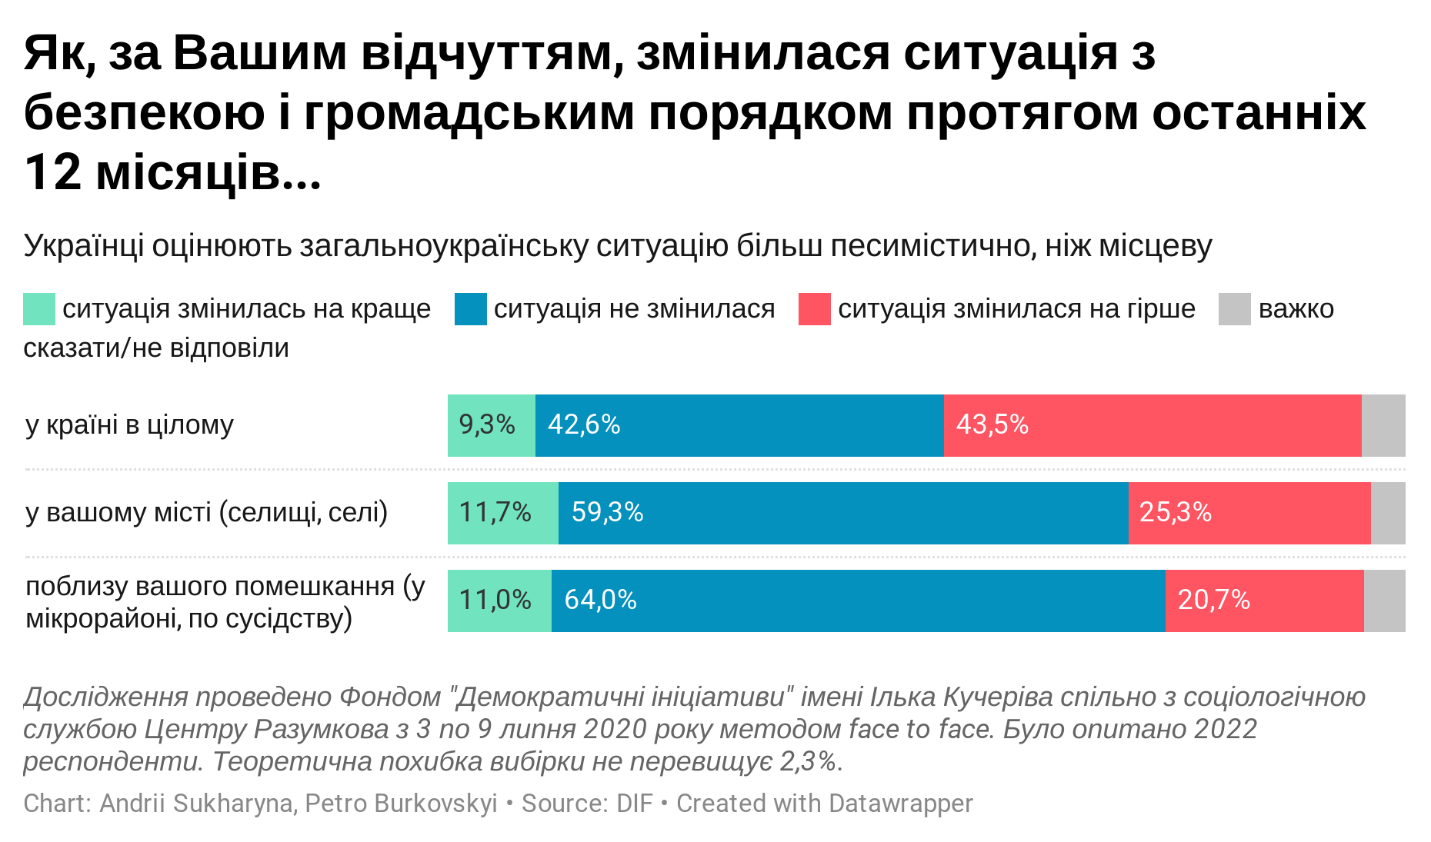 Як, за Вашим відчуттям, змінилася ситуація з
безпекою і громадським порядком протягом останніх
12 місяців...
Українці оцінюють загальноукраїнську ситуацію більш песимістично, ніж місцеву
ситуація змінилась на краще ситуація не змінилася ситуація змінилася на гірше важко
сказати/не відповіли
у країні в цілому 9,3% 42,6% 43,5%
у вашому місті (селищі, селі) 11,7% 59,3% 25,3%
поблизу вашого помешкання (у
мікрорайоні, по сусідству) 11,0% 64,0% 20,7%
Дослідження проведено Фондом "Демократичні ініціативи" імені Ілька Кучеріва спільно з соціологічною
службою Центру Разумкова з 3 по 9 липня 2020 року методом face to face. Було опитано 2022
респонденти. Теоретична похибка вибірки не перевищує 2,3%.
Chart: Andrii Sukharyna, Petro Burkovskyi • Source: DIF • Created with Datawrapper